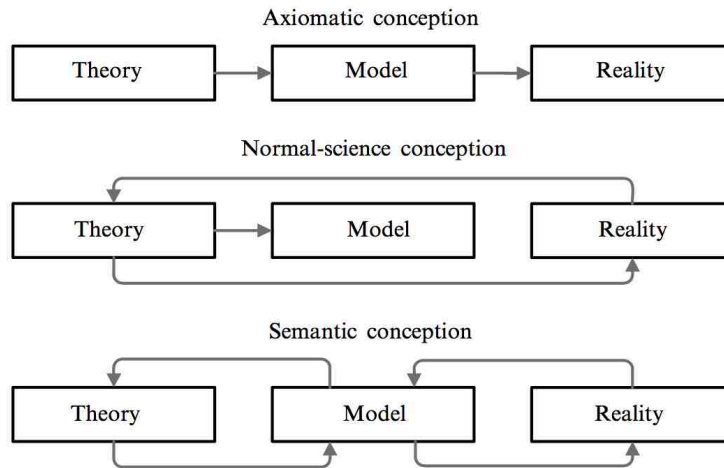 Axiomatic conception
Theory Model Reality
Normal-science conception
Theory Model Reality
Semantic conception
Theory Model Reality